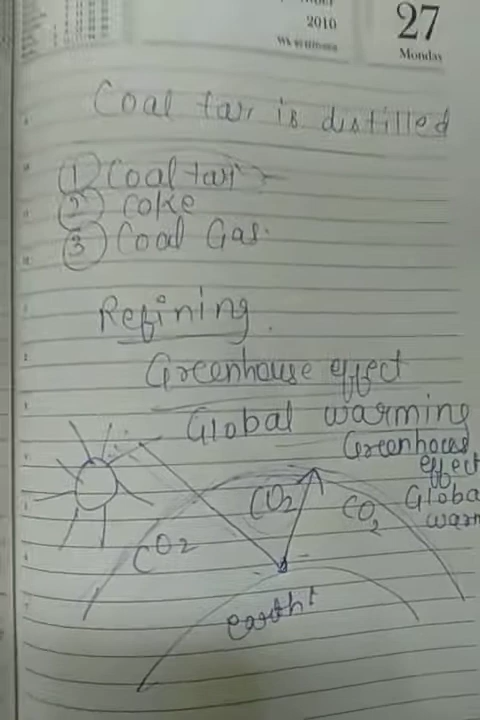 2010
27
Monday
Coal tar is distilled
① Coal tar
② Coke
③ Coal Gas.
Refining.
Greenhouse effect
Global warming
Greenhouse
effect
Global
warm
CO2
CO2
CO2
earth